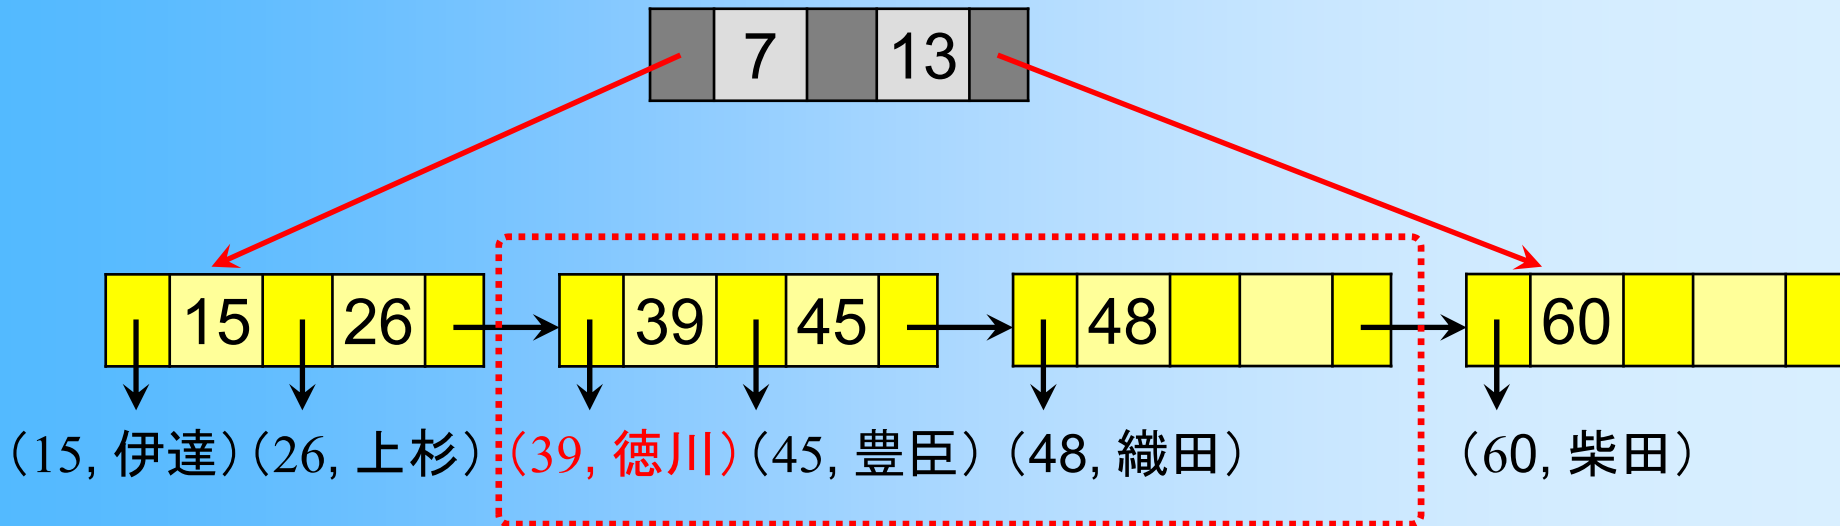 7 13
15 26 39 45 48 60
(15, 伊達) (26, 上杉) (39, 徳川) (45, 豊臣) (48, 織田) (60, 柴田)